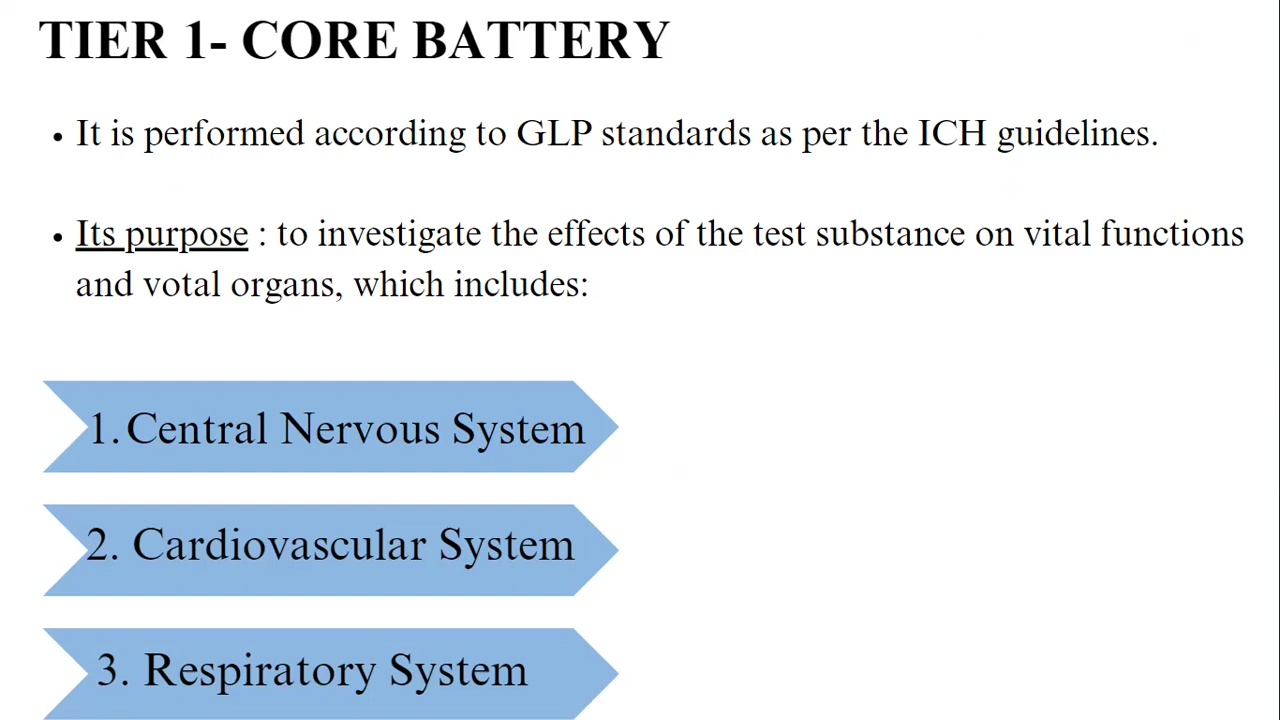 TIER 1- CORE BATTERY
• It is performed according to GLP standards as per the ICH guidelines.
• Its purpose : to investigate the effects of the test substance on vital functions
and votal organs, which includes:
1. Central Nervous System
2. Cardiovascular System
3. Respiratory System